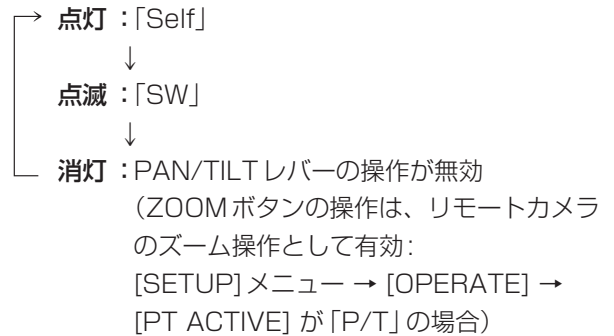 → 点灯：「Self」
↓
点滅：「SW」
↓
消灯：PAN/TILTレバーの操作が無効
（ZOOMボタンの操作は、リモートカメラ
のズーム操作として有効：
[SETUP]メニュー → [OPERATE] →
[PT ACTIVE] が「P/T」の場合）